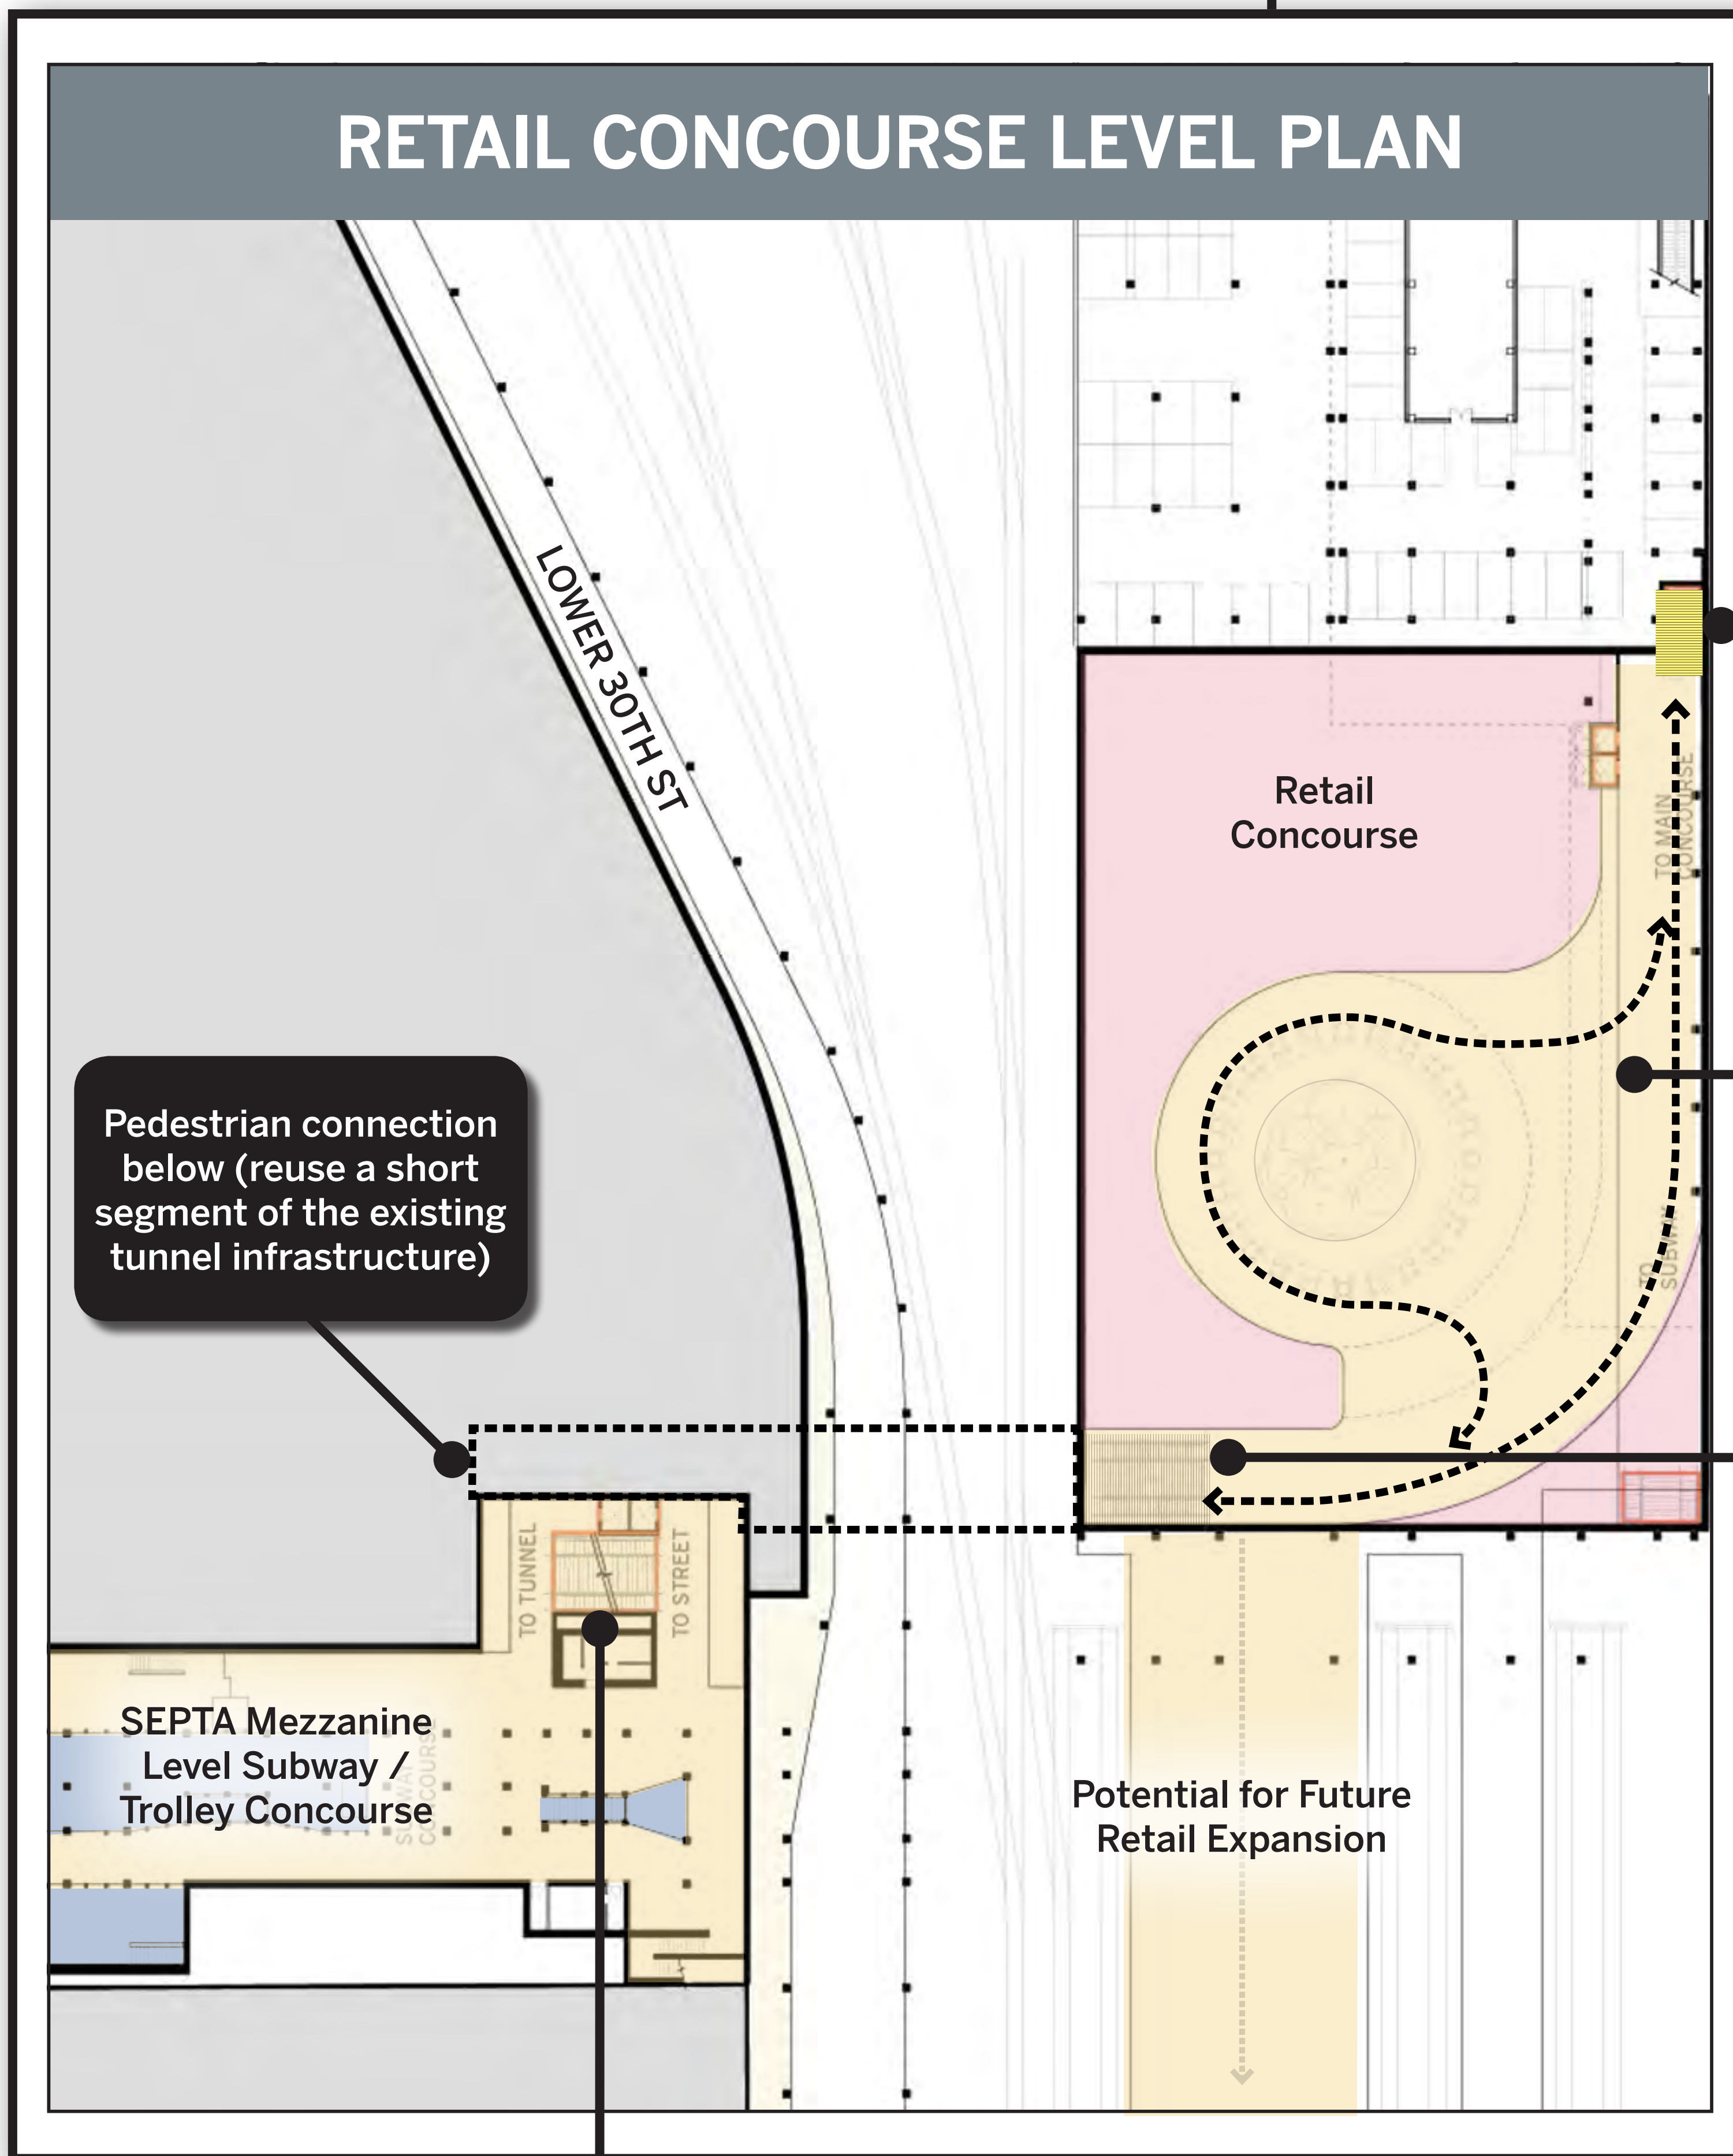 RETAIL CONCOURSE LEVEL PLAN
LOWER 30TH ST
Retail
Concourse
TO MAIN
CONCOURSE
Pedestrian connection
below (reuse a short
segment of the existing
tunnel infrastructure)
TO
SUBWAY
TO TUNNEL
TO STREET
SEPTA Mezzanine
Level Subway /
Trolley Concourse
SUBWAY
CONCOURSE
Potential for Future
Retail Expansion